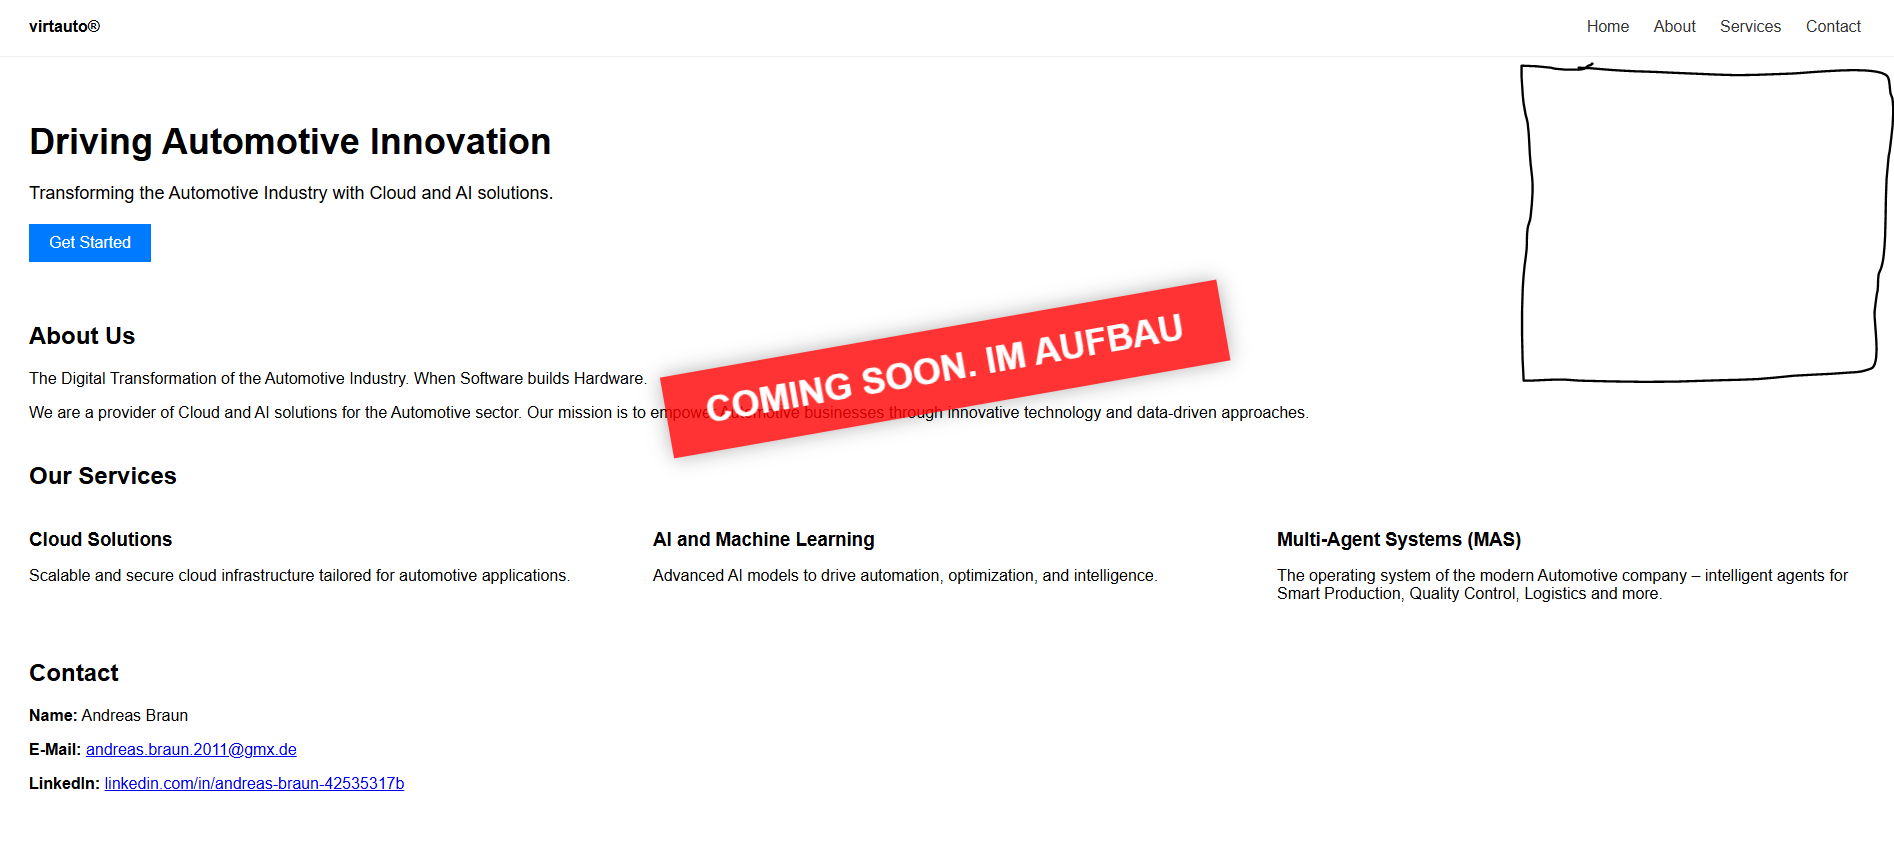 virtauto®
Home About Services Contact
Driving Automotive Innovation
Transforming the Automotive Industry with Cloud and AI solutions.
Get Started
About Us
The Digital Transformation of the Automotive Industry. When Software builds Hardware.
We are a provider of Cloud and AI solutions for the Automotive sector. Our mission is to empower Automotive businesses through innovative technology and data-driven approaches.
COMING SOON. IM AUFBAU
Our Services
Cloud Solutions
Scalable and secure cloud infrastructure tailored for automotive applications.
AI and Machine Learning
Advanced AI models to drive automation, optimization, and intelligence.
Multi-Agent Systems (MAS)
The operating system of the modern Automotive company – intelligent agents for
Smart Production, Quality Control, Logistics and more.
Contact
Name: Andreas Braun
E-Mail: andreas.braun.2011@gmx.de
LinkedIn: linkedin.com/in/andreas-braun-42535317b